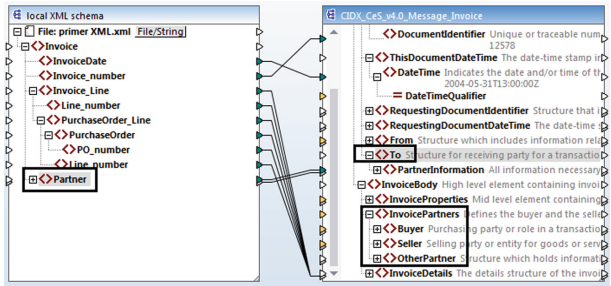 local XML schema
File: primer XML.xml File/String
Invoice
InvoiceDate
Invoice_number
Invoice_Line
Line_number
PurchaseOrder_Line
PurchaseOrder
PO_number
Line_number
Partner
CIDX_CeS_v4.0_Message_Invoice
DocumentIdentifier Unique or traceable num
12578
ThisDocumentDateTime The date-time stamp i
DateTime Indicates the date and/or time of th
2004-05-31T13:00:00Z
DateTimeQualifier
RequestingDocumentIdentifier Structure that i
RequestingDocumentDateTime The date-time s
From Structure which includes information rela
To Structure for receiving party for a transactio
PartnerInformation All information necessary
InvoiceBody High level element containing invoi
InvoiceProperties Mid level element containing
InvoicePartners Defines the buyer and the selle
Buyer Purchasing party or role in a transactio
Seller Selling party or entity for goods or serv
OtherPartner Structure which holds informati
InvoiceDetails The details structure of the invoi